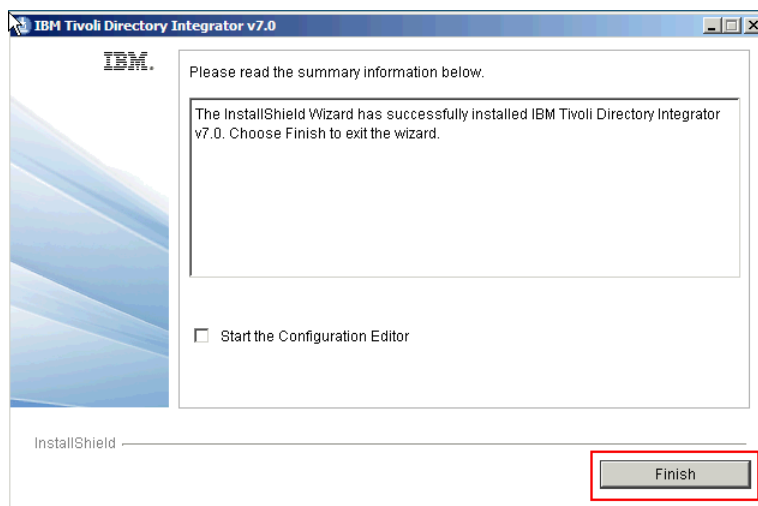 IBM Tivoli Directory Integrator v7.0
IBM.
Please read the summary information below.
The InstallShield Wizard has successfully installed IBM Tivoli Directory Integrator
v7.0. Choose Finish to exit the wizard.
Start the Configuration Editor
InstallShield
Finish